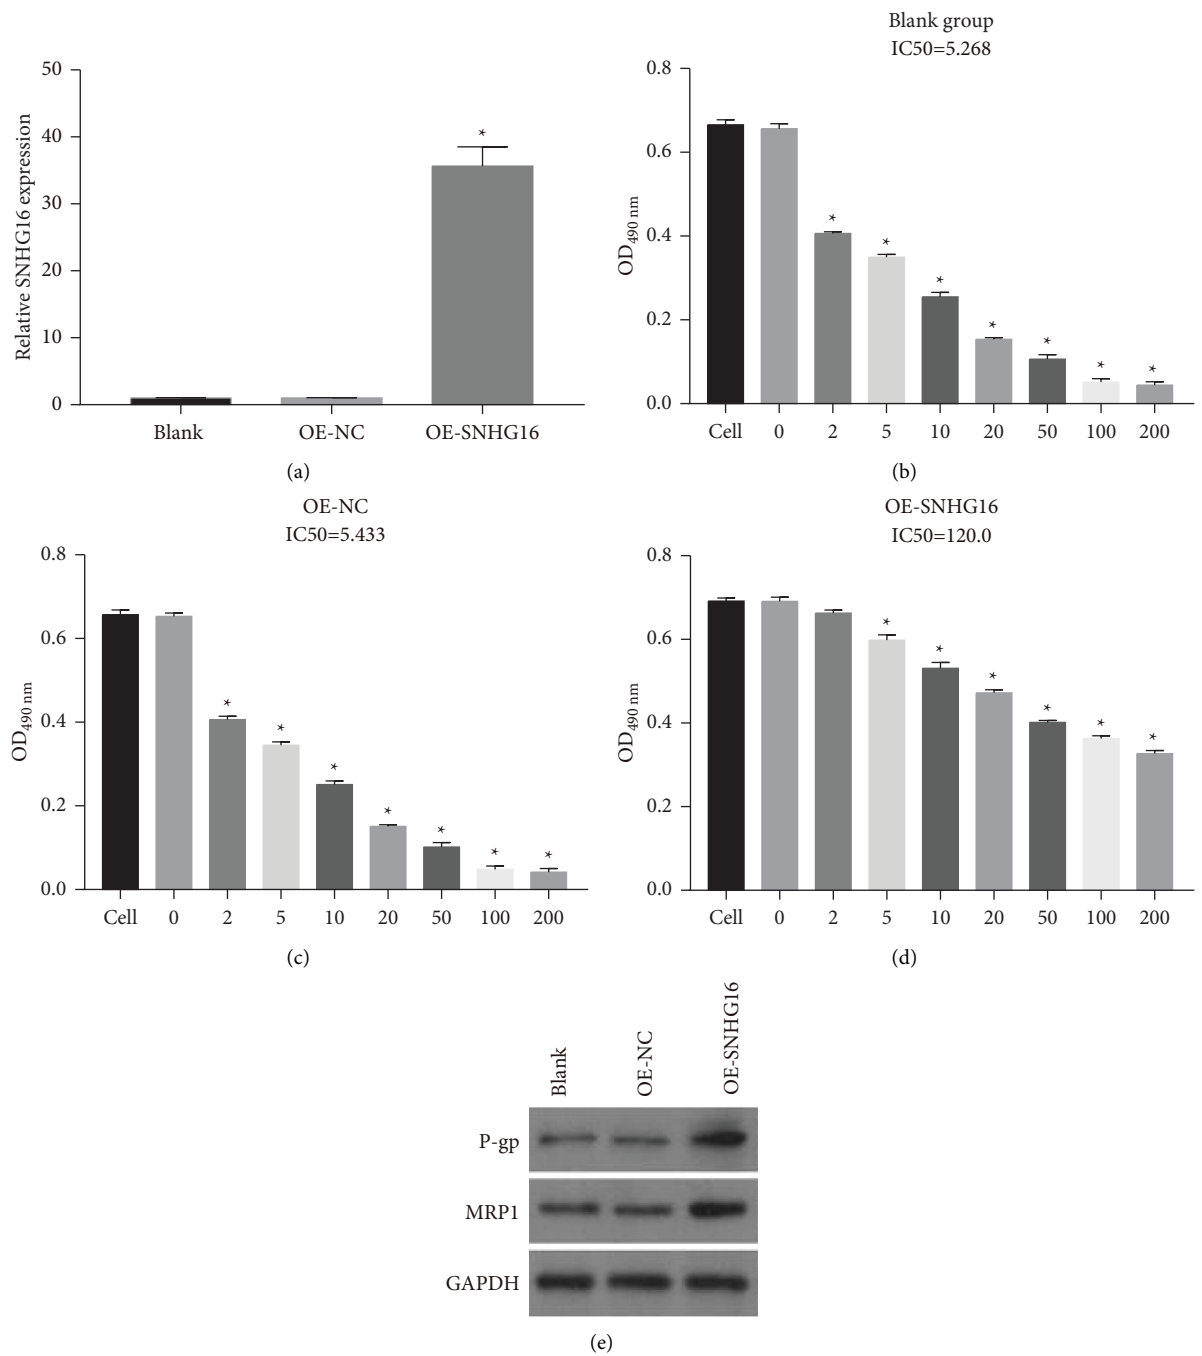 50
40
30
20
10
0
Relative SNHG16 expression
*
Blank
OE-NC
OE-SNHG16
(a)
Blank group
IC50=5.268
0.8
0.6
0.4
0.2
0.0
OD490 nm
* * * * * * *
Cell 0 2 5 10 20 50 100 200
(b)
OE-NC
IC50=5.433
0.8
0.6
0.4
0.2
0.0
OD490 nm
* * * * * * *
Cell 0 2 5 10 20 50 100 200
(c)
OE-SNHG16
IC50=120.0
0.8
0.6
0.4
0.2
0.0
OD490 nm
* * * * * *
Cell 0 2 5 10 20 50 100 200
(d)
Blank
OE-NC
OE-SNHG16
P-gp
MRP1
GAPDH
(e)